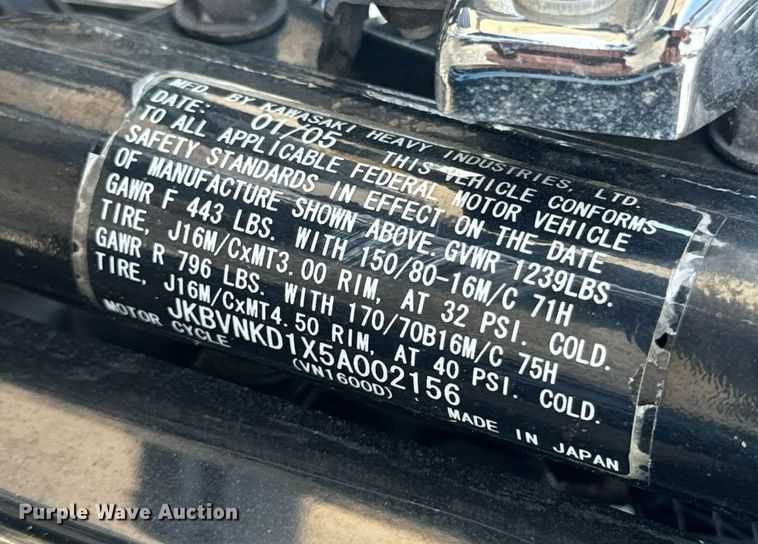 MFD. BY KAWASAKI HEAVY INDUSTRIES, LTD.
DATE: 01/05 THIS VEHICLE CONFORMS
TO ALL APPLICABLE FEDERAL MOTOR VEHICLE
SAFETY STANDARDS IN EFFECT ON THE DATE
OF MANUFACTURE SHOWN ABOVE. GVWR 1239LBS.
GAWR F 443 LBS. WITH 150/80-16M/C 71H
TIRE, J16M/CxMT3.00 RIM, AT 32 PSI. COLD.
GAWR R 796 LBS. WITH 170/70B16M/C 75H
TIRE, J16M/CxMT4.50 RIM, AT 40 PSI. COLD.
JKBVNKD1X5A002156
MOTOR CYCLE (VN1600D) MADE IN JAPAN
Purple Wave Auction